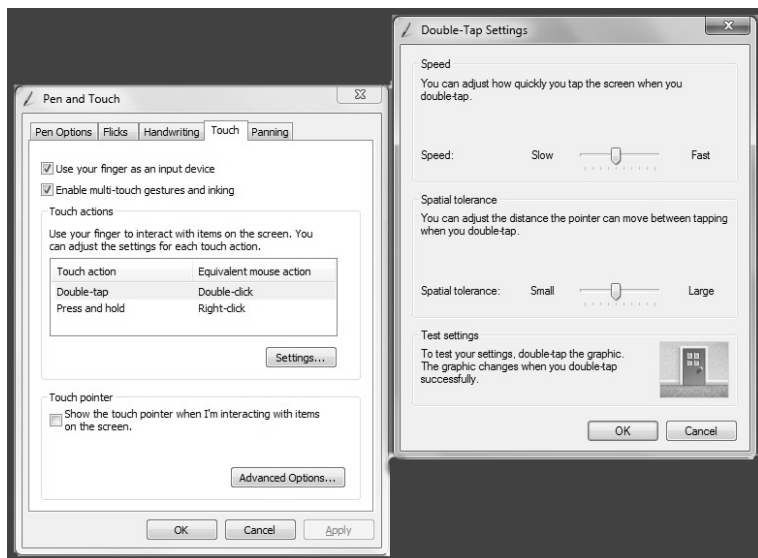 Pen and Touch
Pen Options Flicks Handwriting Touch Panning
Use your finger as an input device
Enable multi-touch gestures and inking
Touch actions
Use your finger to interact with items on the screen. You
can adjust the settings for each touch action.
Touch action Equivalent mouse action
Double-tap Double-click
Press and hold Right-click
Settings...
Touch pointer
Show the touch pointer when I'm interacting with items
on the screen.
Advanced Options...
OK Cancel Apply
Double-Tap Settings
Speed
You can adjust how quickly you tap the screen when you
double-tap.
Speed: Slow Fast
Spatial tolerance
You can adjust the distance the pointer can move between tapping
when you double-tap.
Spatial tolerance: Small Large
Test settings
To test your settings, double-tap the graphic.
The graphic changes when you double-tap
successfully.
OK Cancel